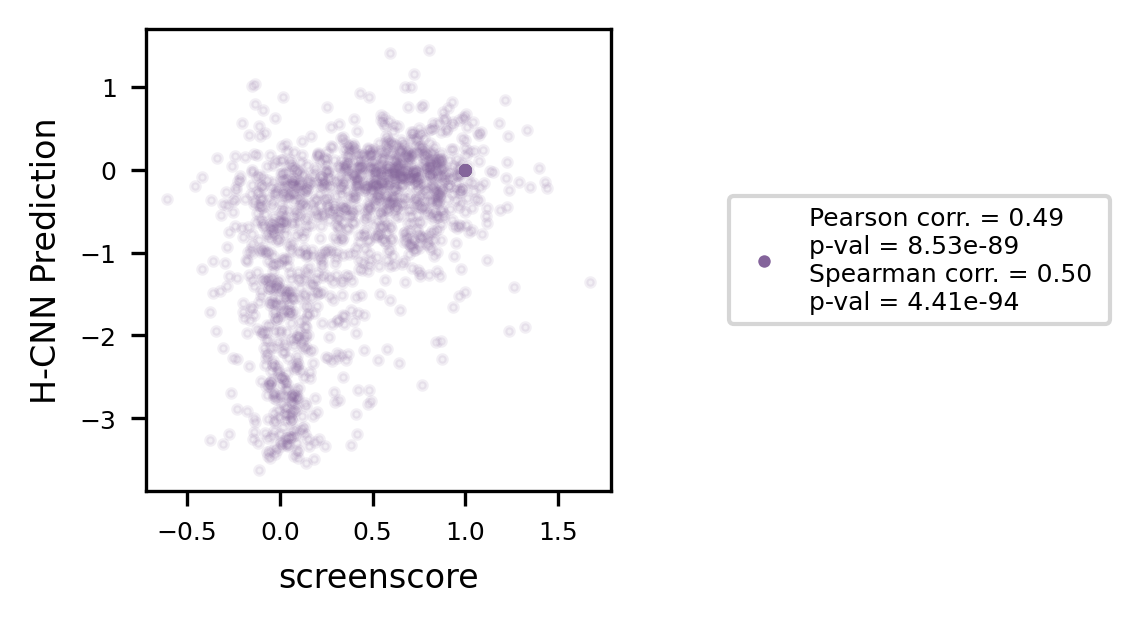 H-CNN Prediction
1
0
−1
−2
−3
−0.5
0.0
0.5
1.0
1.5
screenscore
Pearson corr. = 0.49
p-val = 8.53e-89
Spearman corr. = 0.50
p-val = 4.41e-94